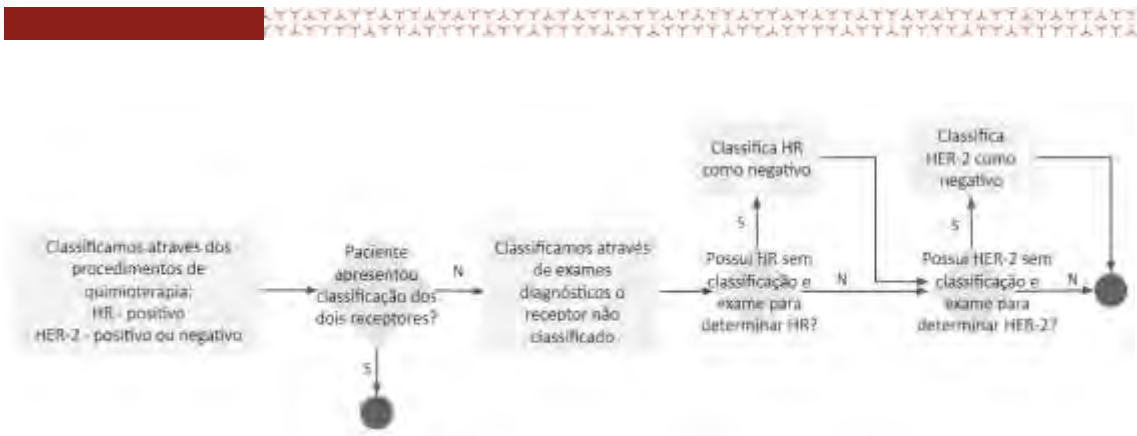 Classificamos através dos
procedimentos de
quimioterapia:
HR - positivo
HER-2 - positivo ou negativo
Paciente
apresentou
classificação dos
dois receptores?
S
N
Classificamos através
de exames
diagnósticos o
receptor não
classificado
Possui HR sem
classificação e
exame para
determinar HR?
S
N
Classifica HR
como negativo
Possui HER-2 sem
classificação e
exame para
determinar HER-2?
S
N
Classifica
HER-2 como
negativo